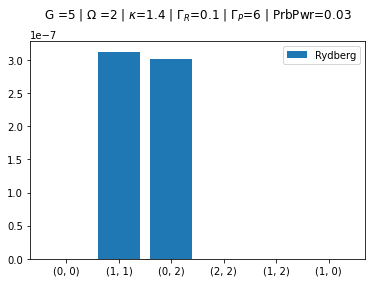 G =5 | Ω =2 | κ=1.4 | Γ_R=0.1 | Γ_P=6 | PrbPwr=0.03
1e−7
Rydberg
3.0
2.5
2.0
1.5
1.0
0.5
0.0
(0, 0) (1, 1) (0, 2) (2, 2) (1, 2) (1, 0)